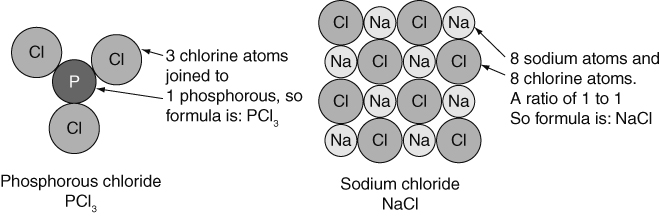 Cl
Cl
P
Cl
3 chlorine atoms
joined to
1 phosphorous, so
formula is: PCl₃
Phosphorous chloride
PCl₃
Cl Na Cl Na
Na Cl Na Cl
Cl Na Cl Na
Na Cl Na Cl
8 sodium atoms and
8 chlorine atoms.
A ratio of 1 to 1
So formula is: NaCl
Sodium chloride
NaCl